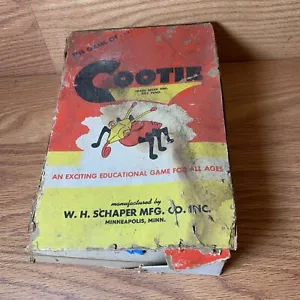 THE GAME OF
COOTIE
AN EXCITING EDUCATIONAL GAME FOR ALL AGES
manufactured by
W. H. SCHAPER MFG. CO. INC.
MINNEAPOLIS, MINN.